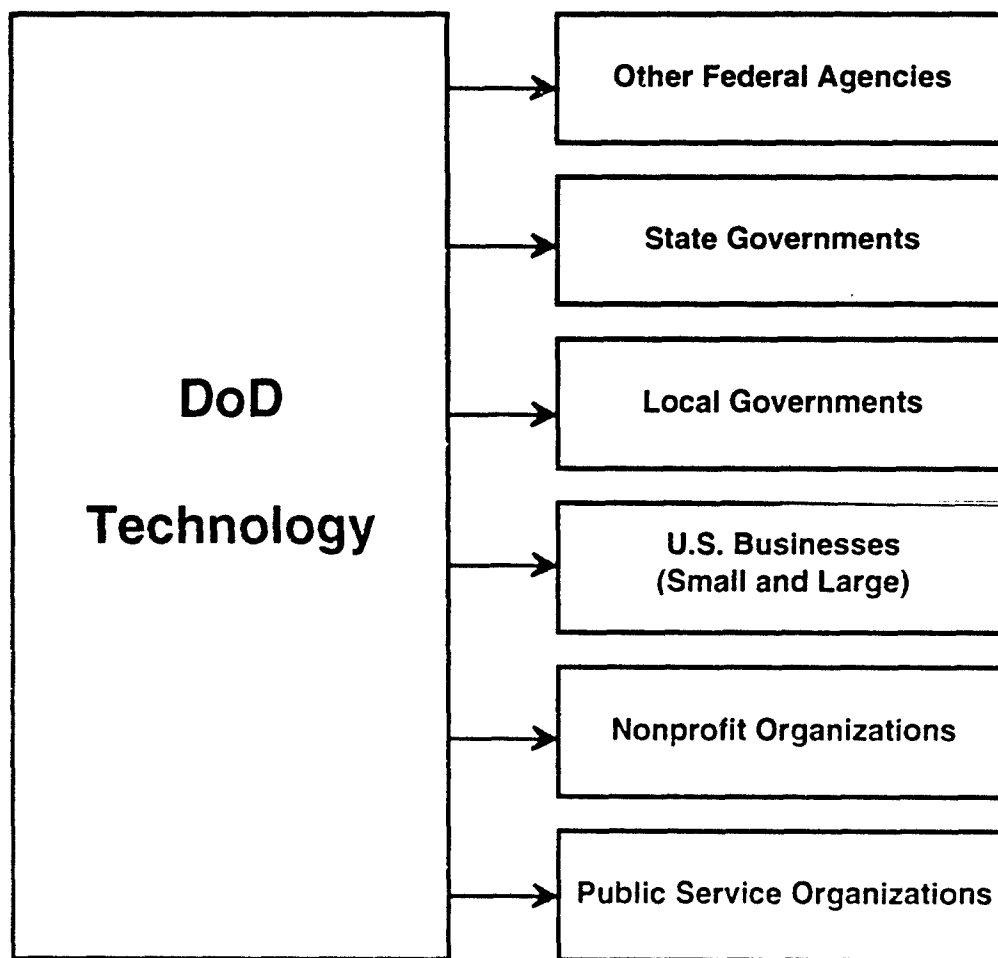 DoD
Technology
Other Federal Agencies
State Governments
Local Governments
U.S. Businesses
(Small and Large)
Nonprofit Organizations
Public Service Organizations